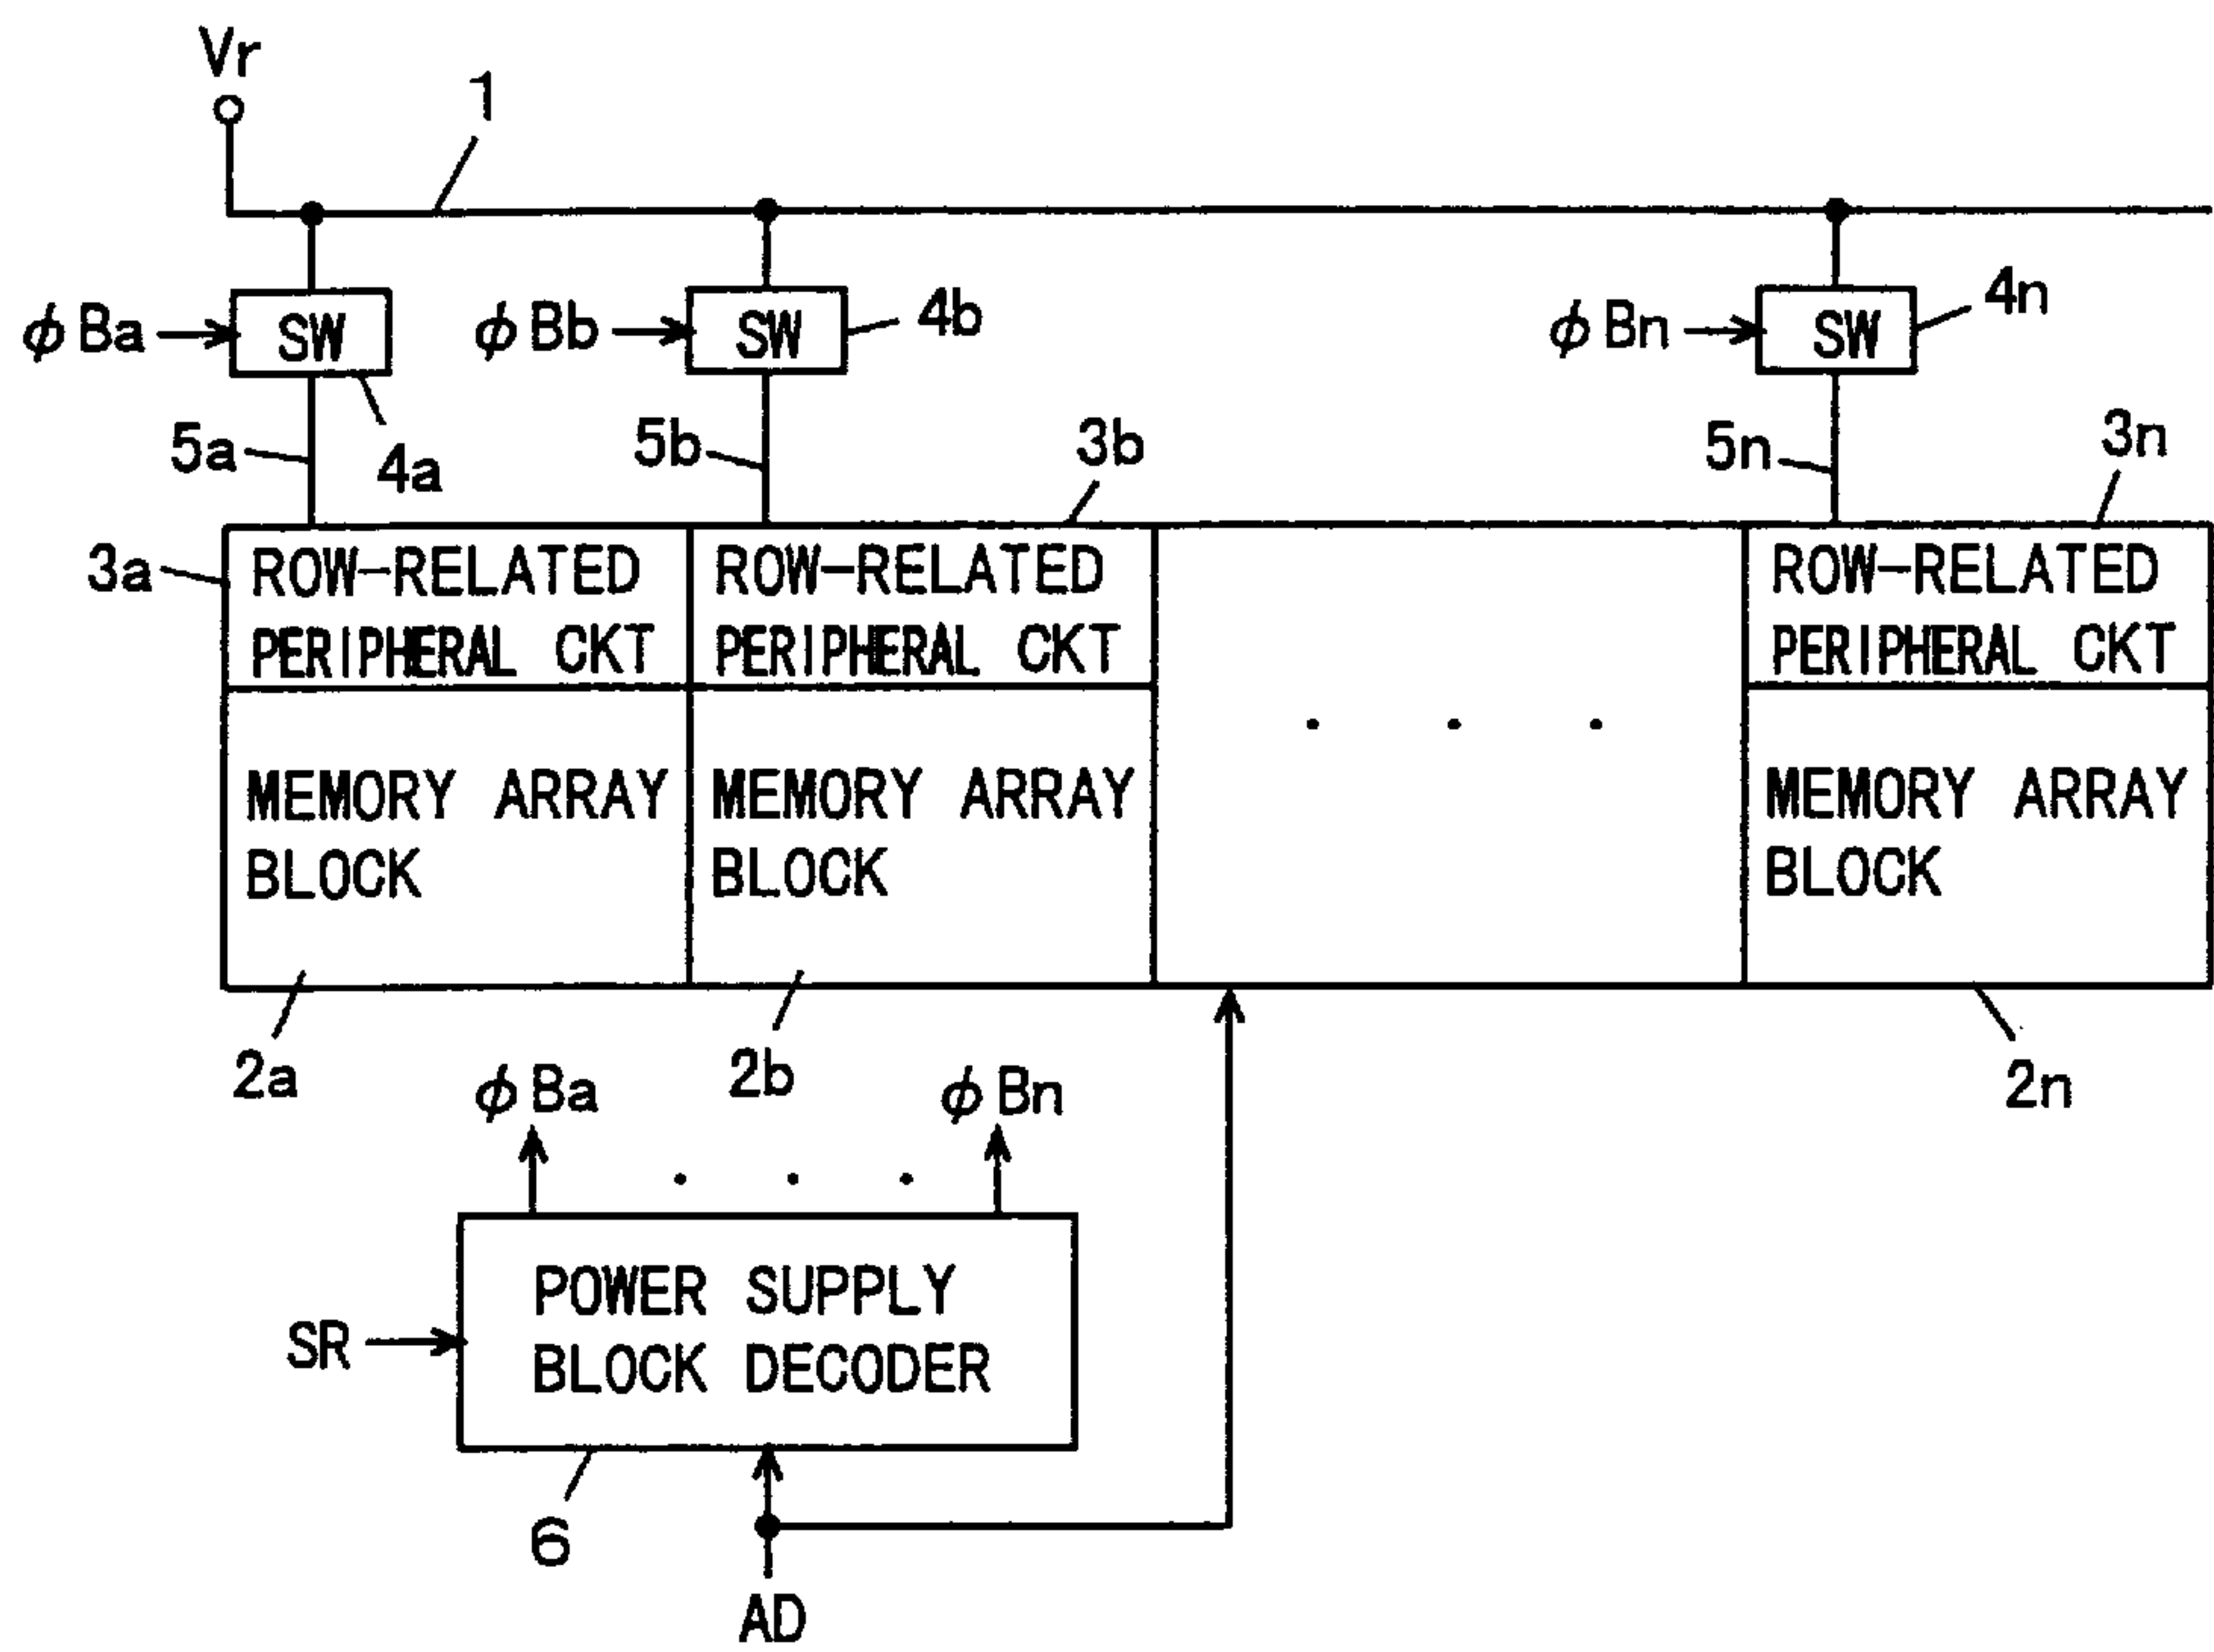 Vr
1
φBa
SW
φBb
SW
4b
φBn
SW
4n
5a
4a
5b
3b
5n
3n
3a
ROW-RELATED
PERIPHERAL CKT
ROW-RELATED
PERIPHERAL CKT
ROW-RELATED
PERIPHERAL CKT
MEMORY ARRAY
BLOCK
MEMORY ARRAY
BLOCK
. . .
MEMORY ARRAY
BLOCK
2a
2b
2n
φBa
. . .
φBn
SR
POWER SUPPLY
BLOCK DECODER
6
AD